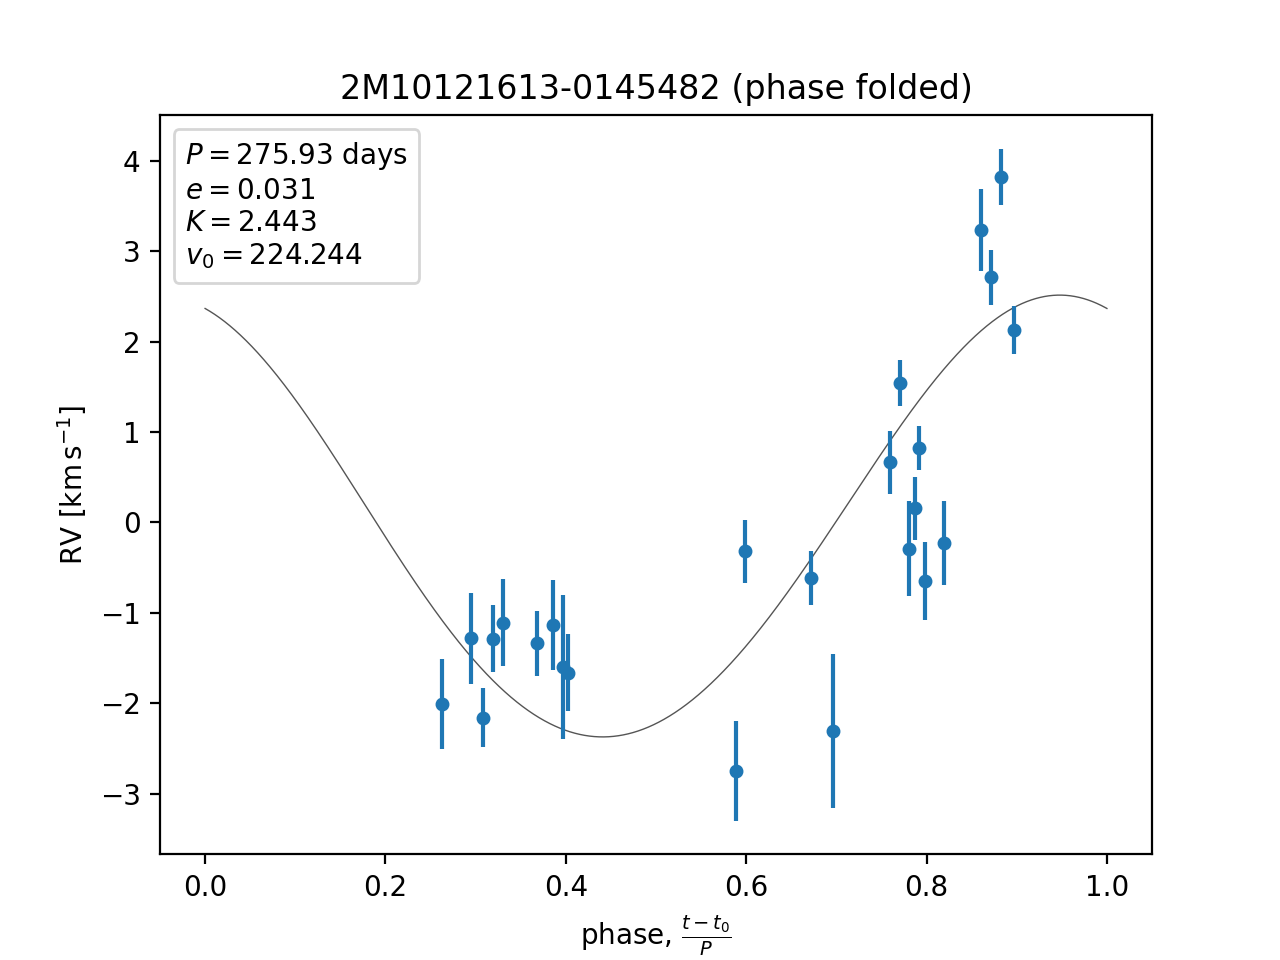 2M10121613-0145482 (phase folded)
P = 275.93 days
e = 0.031
K = 2.443
v₀ = 224.244
4
3
2
1
0
−1
−2
−3
RV [km s⁻¹]
0.0 0.2 0.4 0.6 0.8 1.0
phase, (t − t₀)/P